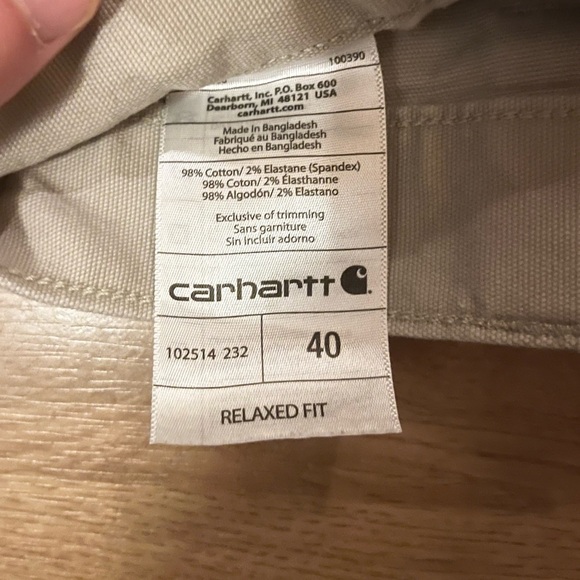 100390
Carhartt, Inc. P.O. Box 600
Dearborn, MI 48121 USA
carhartt.com
Made in Bangladesh
Fabriqué au Bangladesh
Hecho en Bangladesh
98% Cotton/ 2% Elastane (Spandex)
98% Coton/ 2% Élasthanne
98% Algodón/ 2% Elastano
Exclusive of trimming
Sans garniture
Sin incluir adorno
carhartt
102514 232
40
RELAXED FIT